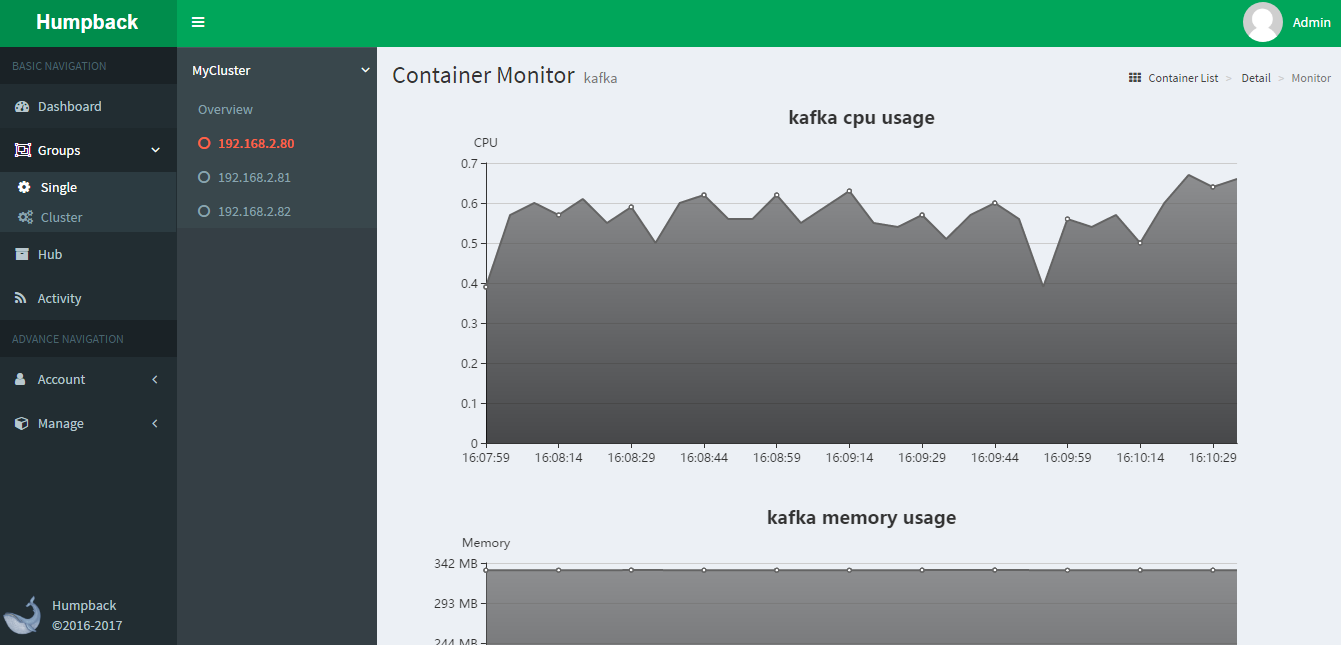 Humpback
Admin
BASIC NAVIGATION
Dashboard
Groups
Single
Cluster
Hub
Activity
ADVANCE NAVIGATION
Account
Manage
Humpback
©2016-2017
MyCluster
Overview
192.168.2.80
192.168.2.81
192.168.2.82
Container Monitor kafka
Container List > Detail > Monitor
kafka cpu usage
CPU
0.7
0.6
0.5
0.4
0.3
0.2
0.1
0
16:07:59 16:08:14 16:08:29 16:08:44 16:08:59 16:09:14 16:09:29 16:09:44 16:09:59 16:10:14 16:10:29
kafka memory usage
Memory
342 MB
293 MB
244 MB